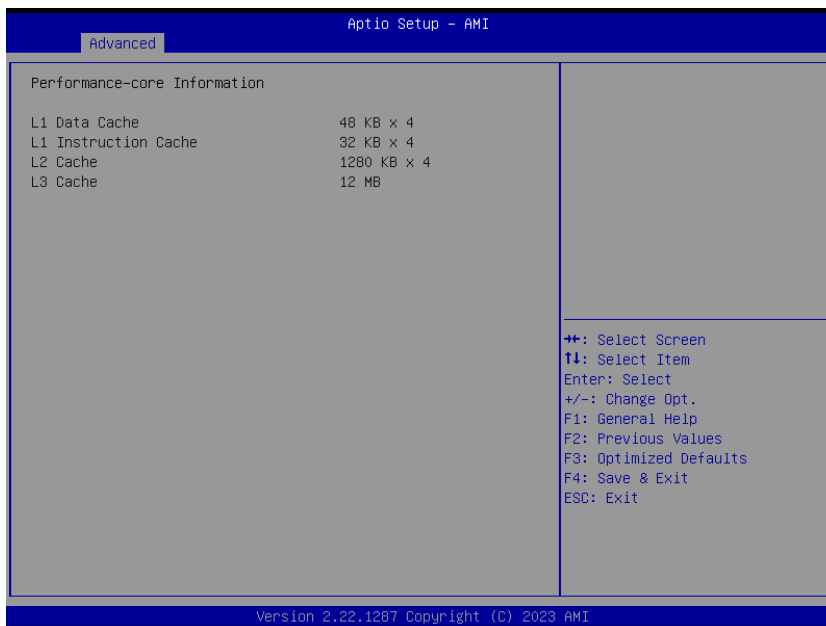 Aptio Setup – AMI
Advanced
Performance-core Information
L1 Data Cache 48 KB x 4
L1 Instruction Cache 32 KB x 4
L2 Cache 1280 KB x 4
L3 Cache 12 MB
→←: Select Screen
↑↓: Select Item
Enter: Select
+/-: Change Opt.
F1: General Help
F2: Previous Values
F3: Optimized Defaults
F4: Save & Exit
ESC: Exit
Version 2.22.1287 Copyright (C) 2023 AMI